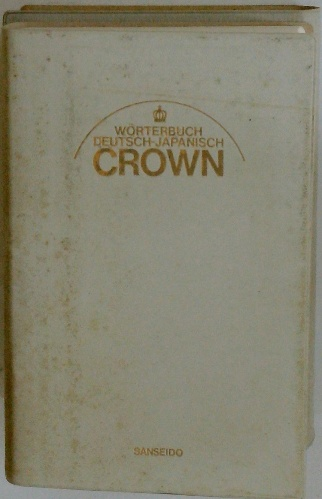 WÖRTERBUCH
DEUTSCH-JAPANISCH
CROWN
SANSEIDO